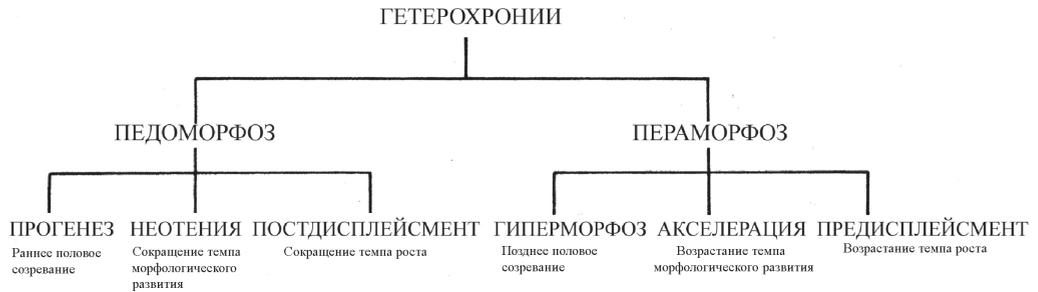 ГЕТЕРОХРОНИИ
ПЕДОМОРФОЗ
ПЕРАМОРФОЗ
ПРОГЕНЕЗ
Раннее половое
созревание
НЕОТЕНИЯ
Сокращение темпа
морфологического
развития
ПОСТДИСПЛЕЙСМЕНТ
Сокращение темпа роста
ГИПЕРМОРФОЗ
Позднее половое
созревание
АКСЕЛЕРАЦИЯ
Возрастание темпа
морфологического развития
ПРЕДИСПЛЕЙСМЕНТ
Возрастание темпа роста